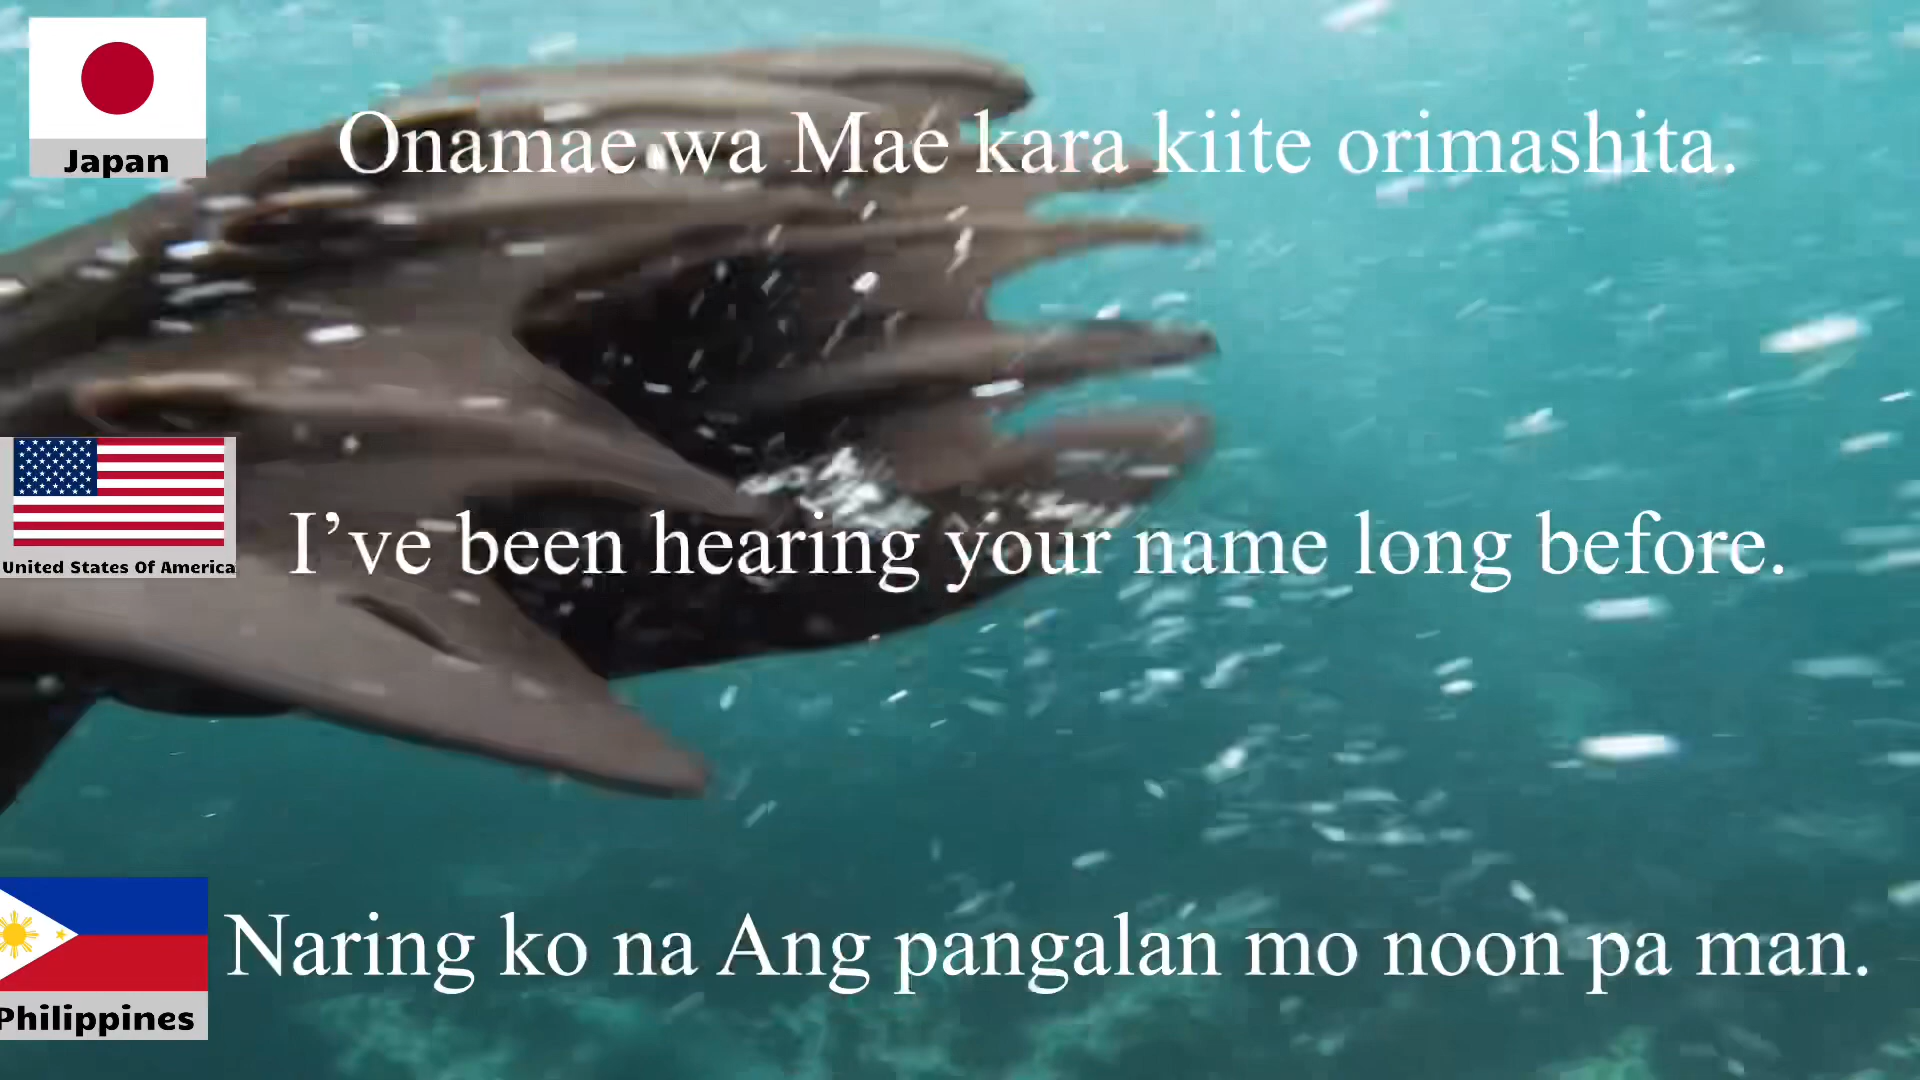 Japan
Onamae wa Mae kara kiite orimashita.
United States Of America
I’ve been hearing your name long before.
Philippines
Naring ko na Ang pangalan mo noon pa man.